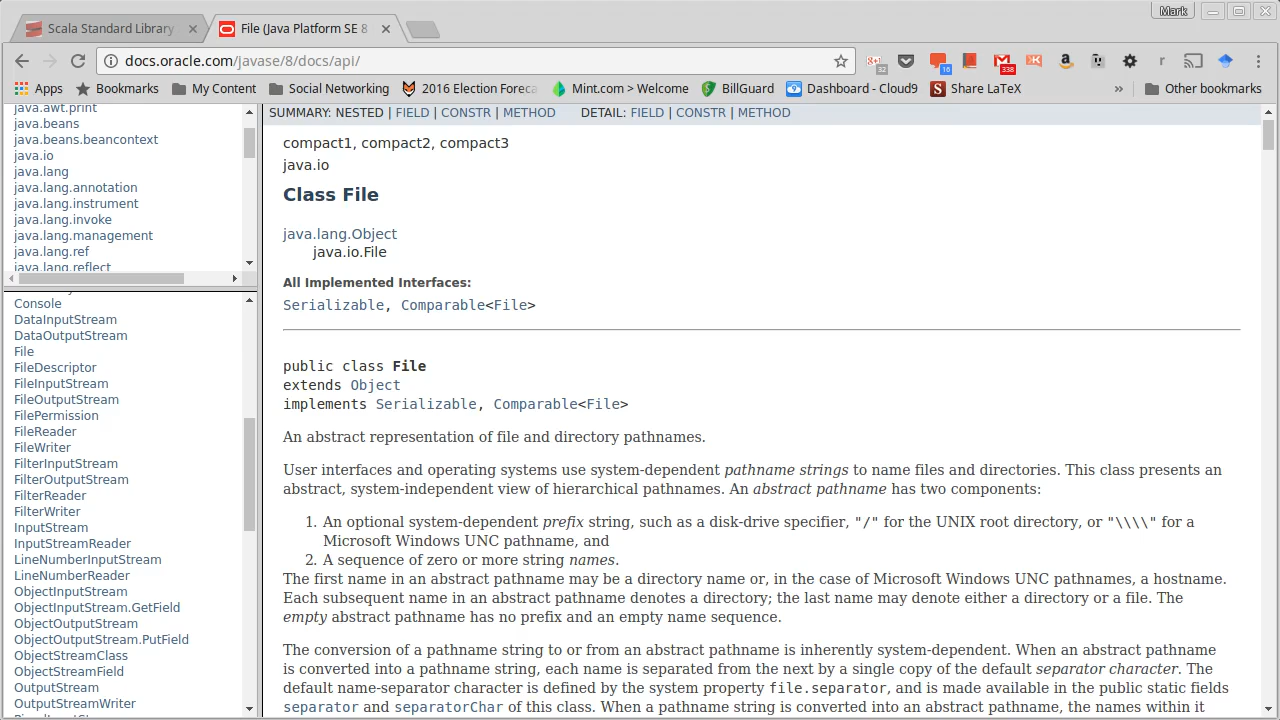 Mark
Scala Standard Library
File (Java Platform SE 8
docs.oracle.com/javase/8/docs/api/
32
16
338
Apps
Bookmarks
My Content
Social Networking
2016 Election Foreca
Mint.com > Welcome
BillGuard
Dashboard - Cloud9
Share LaTeX
»
Other bookmarks
java.awt.print
java.beans
java.beans.beancontext
java.io
java.lang
java.lang.annotation
java.lang.instrument
java.lang.invoke
java.lang.management
java.lang.ref
java.lang.reflect
Console
DataInputStream
DataOutputStream
File
FileDescriptor
FileInputStream
FileOutputStream
FilePermission
FileReader
FileWriter
FilterInputStream
FilterOutputStream
FilterReader
FilterWriter
InputStream
InputStreamReader
LineNumberInputStream
LineNumberReader
ObjectInputStream
ObjectInputStream.GetField
ObjectOutputStream
ObjectOutputStream.PutField
ObjectStreamClass
ObjectStreamField
OutputStream
OutputStreamWriter
SUMMARY: NESTED | FIELD | CONSTR | METHOD DETAIL: FIELD | CONSTR | METHOD
compact1, compact2, compact3
java.io
Class File
java.lang.Object
java.io.File
All Implemented Interfaces:
Serializable, Comparable<File>
public class File
extends Object
implements Serializable, Comparable<File>
An abstract representation of file and directory pathnames.
User interfaces and operating systems use system-dependent pathname strings to name files and directories. This class presents an
abstract, system-independent view of hierarchical pathnames. An abstract pathname has two components:
1. An optional system-dependent prefix string, such as a disk-drive specifier, "/" for the UNIX root directory, or "\\\\" for a
Microsoft Windows UNC pathname, and
2. A sequence of zero or more string names.
The first name in an abstract pathname may be a directory name or, in the case of Microsoft Windows UNC pathnames, a hostname.
Each subsequent name in an abstract pathname denotes a directory; the last name may denote either a directory or a file. The
empty abstract pathname has no prefix and an empty name sequence.
The conversion of a pathname string to or from an abstract pathname is inherently system-dependent. When an abstract pathname
is converted into a pathname string, each name is separated from the next by a single copy of the default separator character. The
default name-separator character is defined by the system property file.separator, and is made available in the public static fields
separator and separatorChar of this class. When a pathname string is converted into an abstract pathname, the names within it